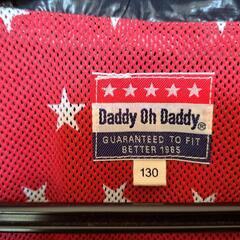 Daddy Oh Daddy®
GUARANTEED TO FIT
BETTER 1985
130